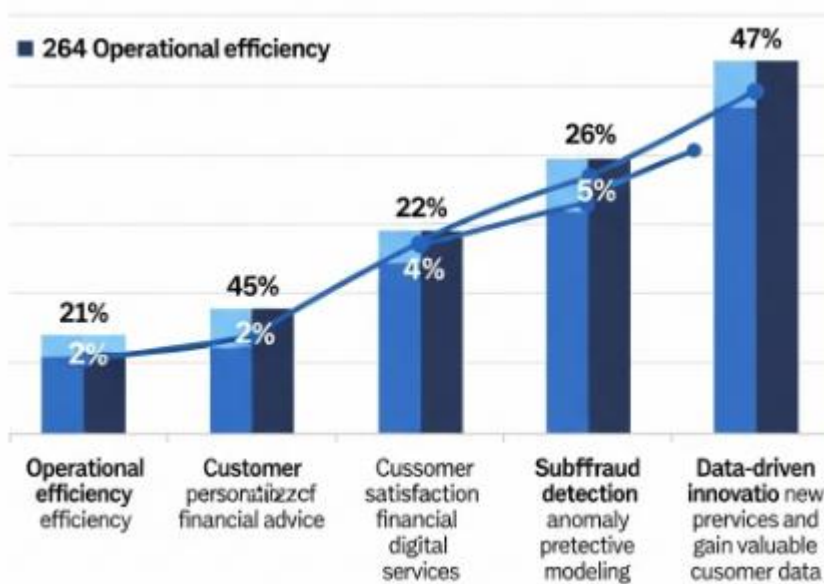 264 Operational efficiency
47%
26%
5%
22%
4%
45%
2%
21%
2%
Operational
efficiency
efficiency
Customer
financial advice
Cussomer
satisfaction
financial
digital
services
Subffraud
detection
anomaly
pretective
modeling
Data-driven
innovatio new
prervices and
gain valuable
cusomer data